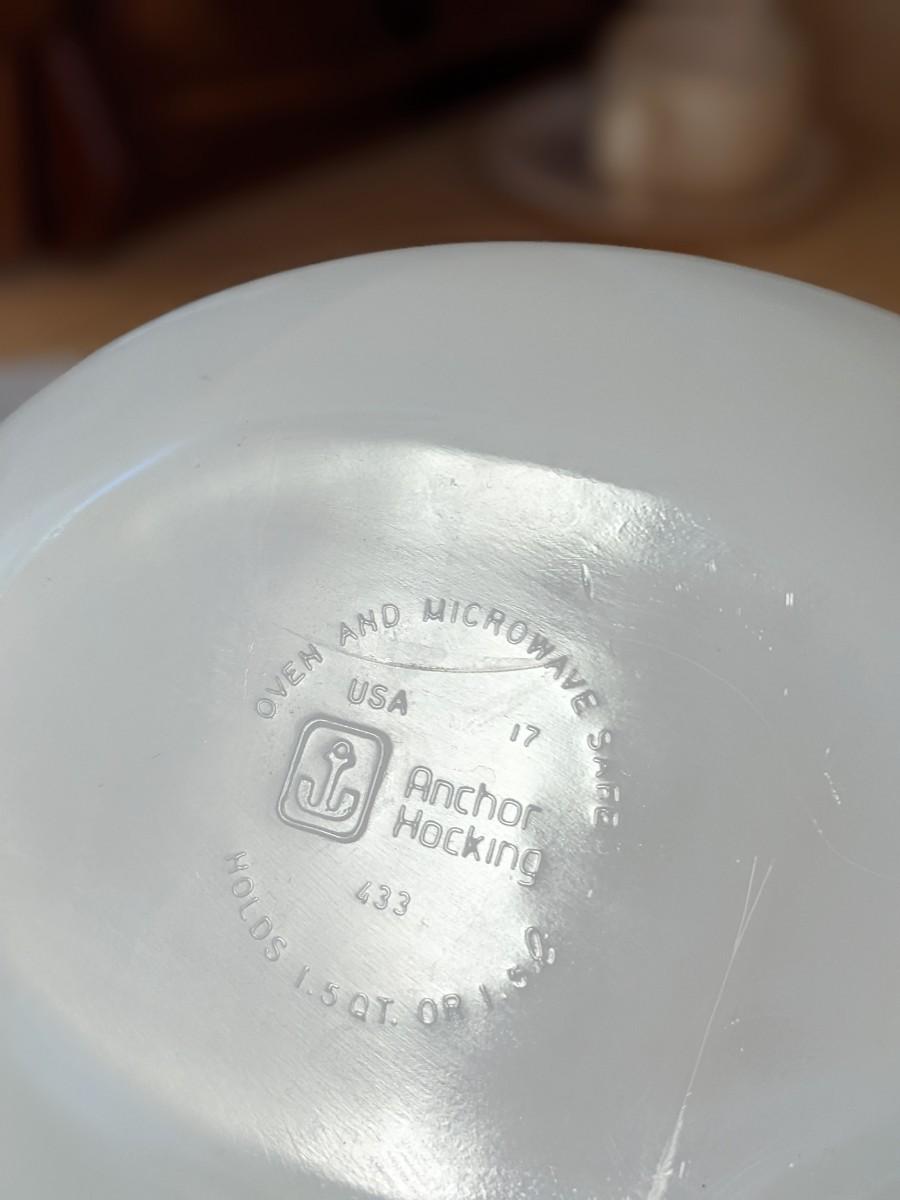 OVEN AND MICROWAVE SAFE
USA
17
Anchor
Hocking
433
HOLDS 1.5 QT. OR 1.5